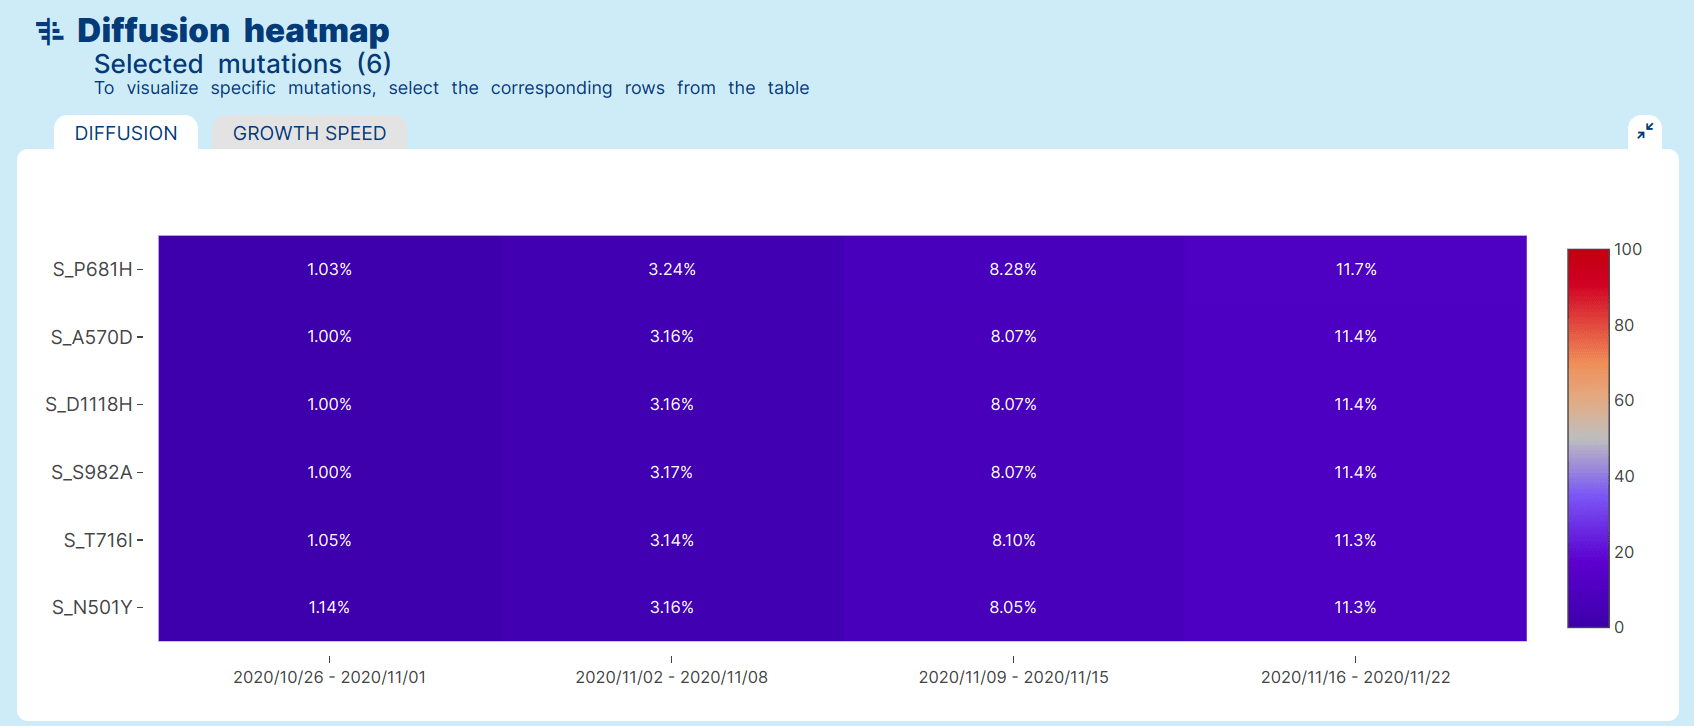 Diffusion heatmap
Selected mutations (6)
To visualize specific mutations, select the corresponding rows from the table
DIFFUSION GROWTH SPEED
S_P681H 1.03% 3.24% 8.28% 11.7%
S_A570D 1.00% 3.16% 8.07% 11.4%
S_D1118H 1.00% 3.16% 8.07% 11.4%
S_S982A 1.00% 3.17% 8.07% 11.4%
S_T716I 1.05% 3.14% 8.10% 11.3%
S_N501Y 1.14% 3.16% 8.05% 11.3%
2020/10/26 - 2020/11/01 2020/11/02 - 2020/11/08 2020/11/09 - 2020/11/15 2020/11/16 - 2020/11/22
100
80
60
40
20
0